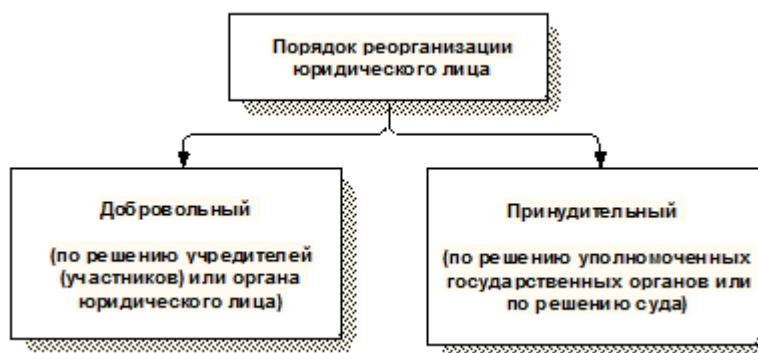 Порядок реорганизации
юридического лица
Добровольный
(по решению учредителей
(участников) или органа
юридического лица)
Принудительный
(по решению уполномоченных
государственных органов или
по решению суда)